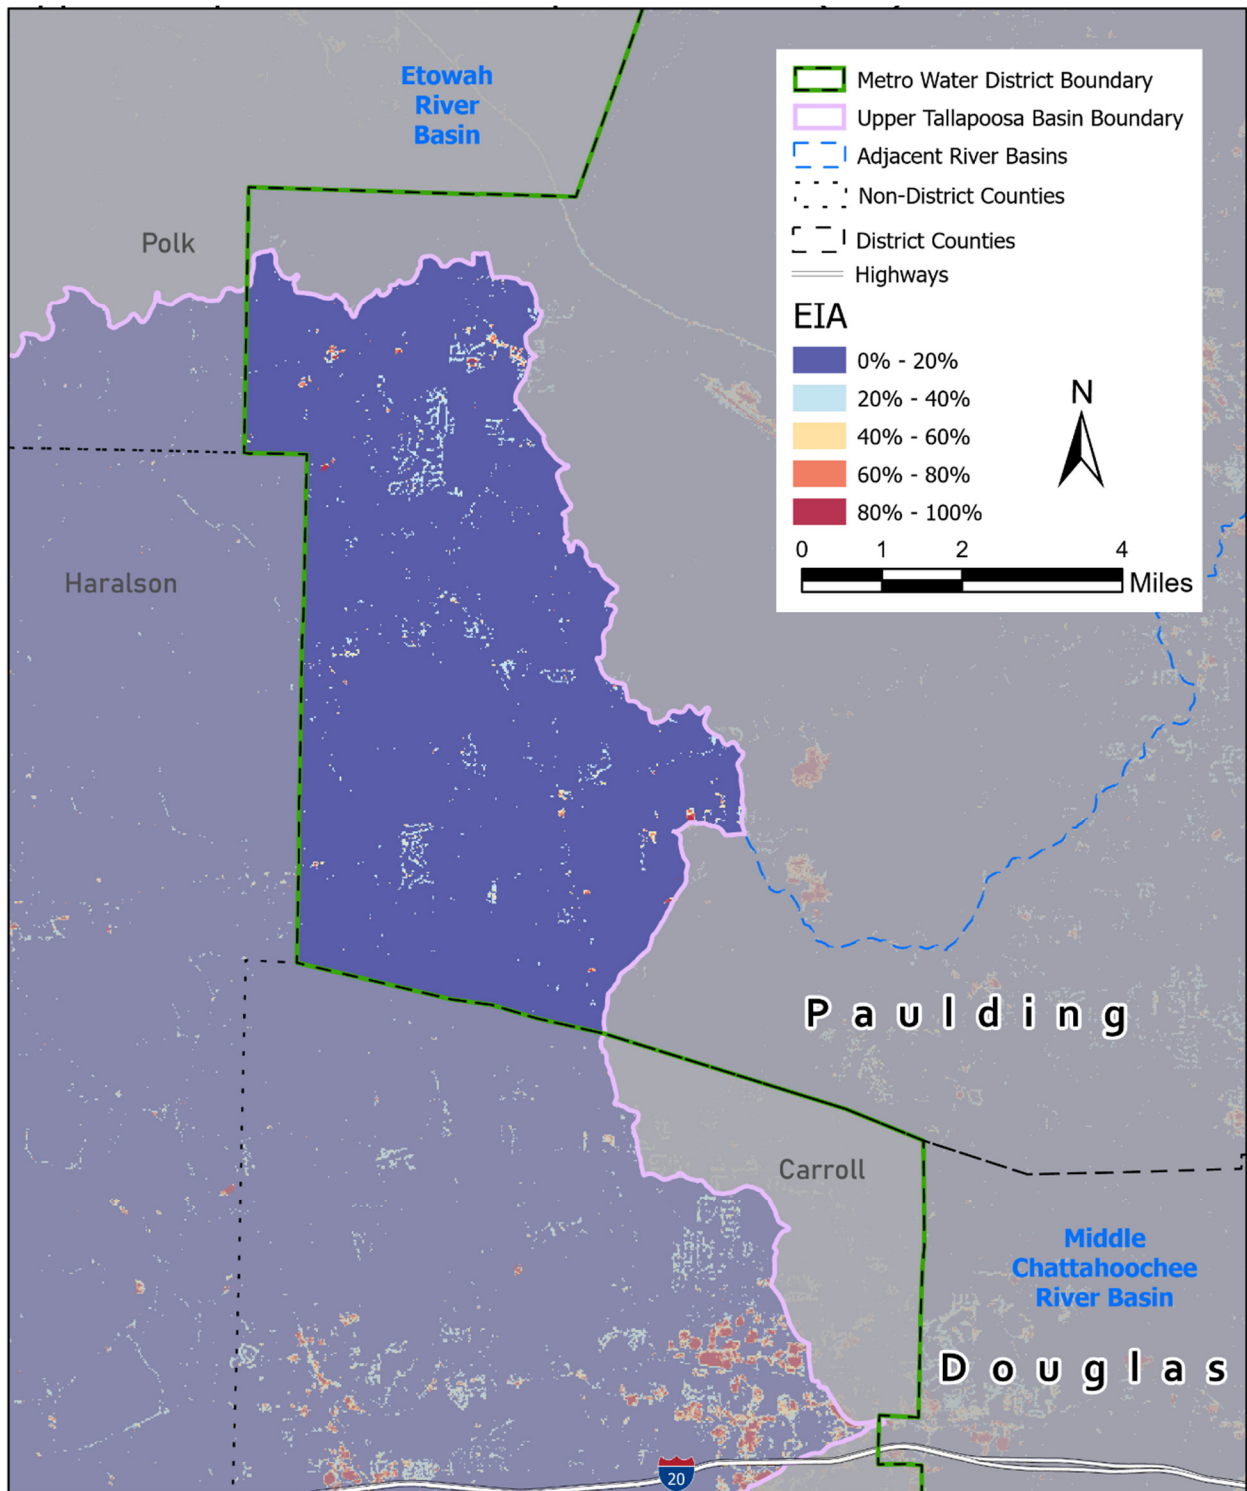 Etowah
River
Basin
Polk
Haralson
Metro Water District Boundary
Upper Tallapoosa Basin Boundary
Adjacent River Basins
Non-District Counties
District Counties
Highways
EIA
0% - 20%
20% - 40%
40% - 60%
60% - 80%
80% - 100%
N
0 1 2 4
Miles
Paulding
Carroll
Middle
Chattahoochee
River Basin
Douglas
20